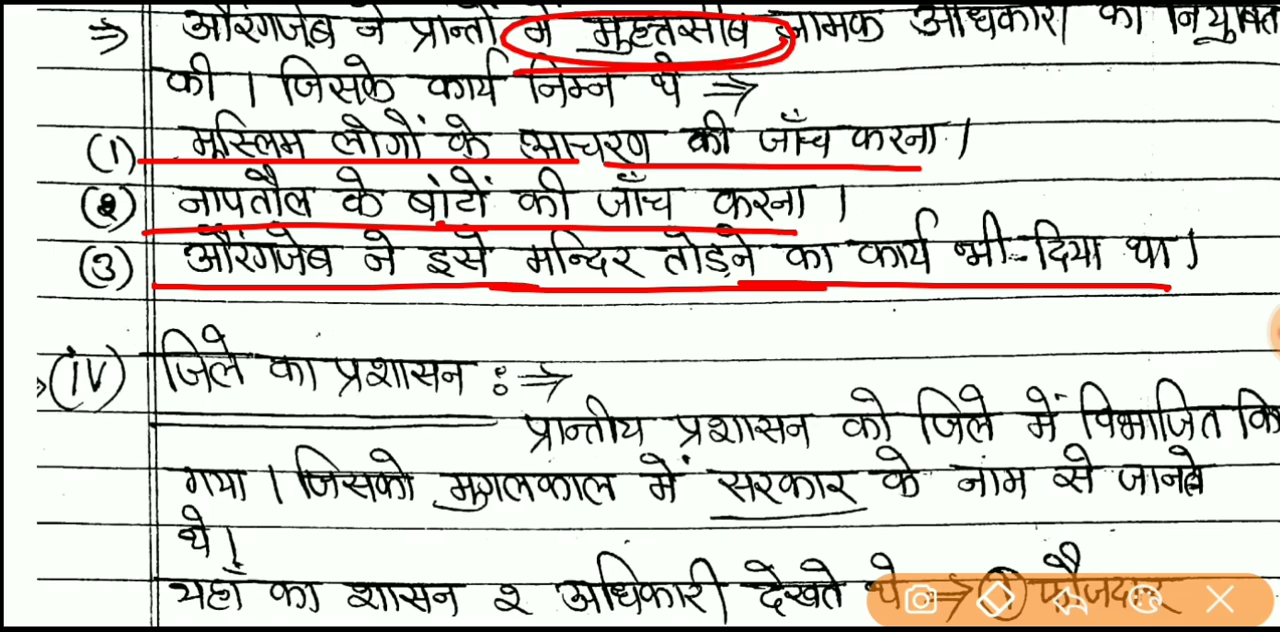 ⇒ औरंगजेब ने प्रान्तों में मुहतसीब नामक अधिकारी की नियुक्ति
की । जिसके कार्य निम्न थे ⇒
(1) मुस्लिम लोगों के आचरण की जाँच करना ।
(2) नापतौल के बांटों की जाँच करना ।
(3) औरंगजेब ने इसे मन्दिर तोड़ने का कार्य भी दिया था ।
(iv) जिले का प्रशासन : ⇒
प्रान्तीय प्रशासन को जिले में विभाजित कि
गया । जिसको मुगलकाल में सरकार के नाम से जानते
थे ।
यहाँ का शासन 2 अधिकारी देखते थे ⇒ ① फौजदार